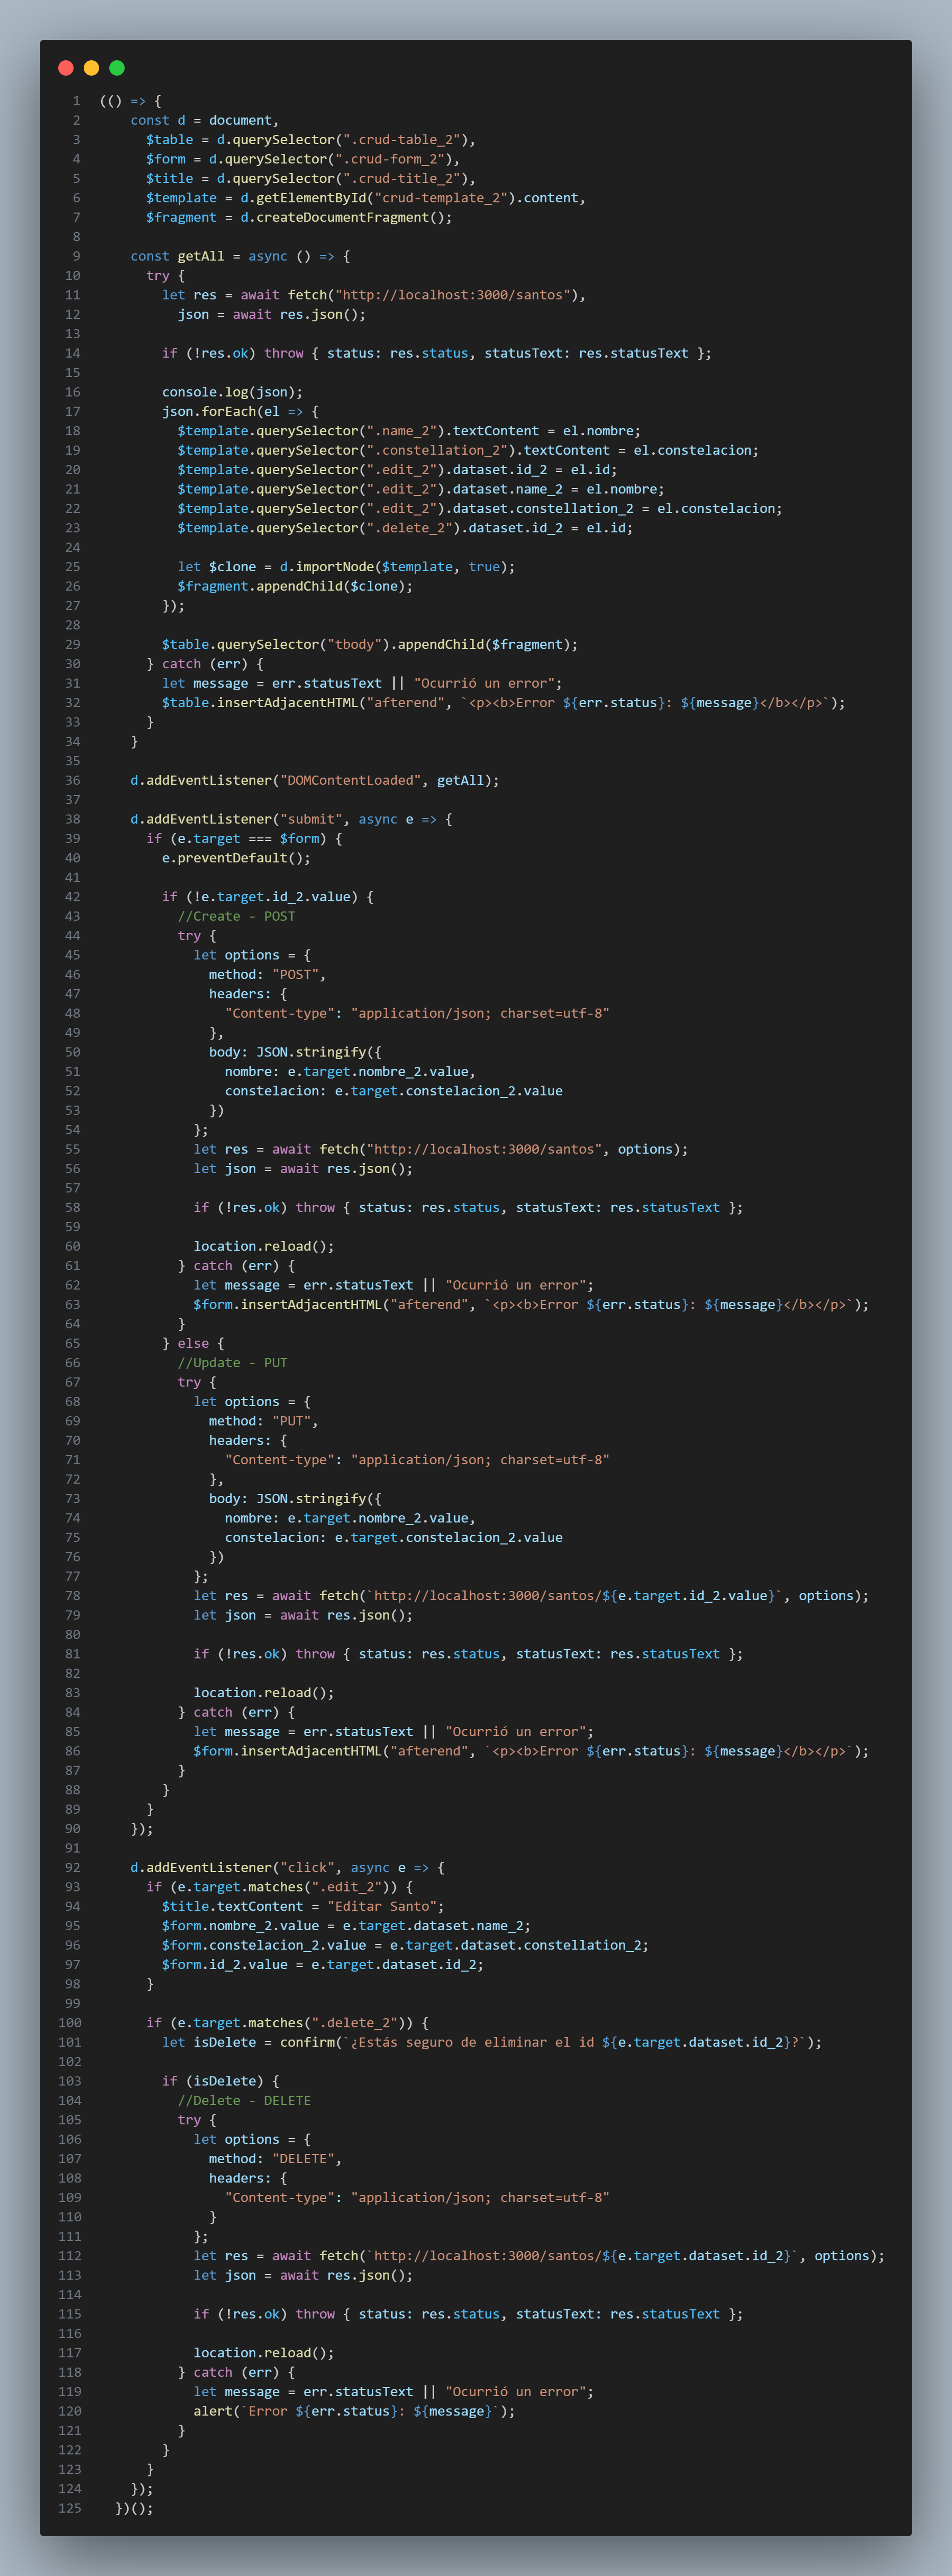 1 (() => {
2 const d = document,
3 $table = d.querySelector(".crud-table_2"),
4 $form = d.querySelector(".crud-form_2"),
5 $title = d.querySelector(".crud-title_2"),
6 $template = d.getElementById("crud-template_2").content,
7 $fragment = d.createDocumentFragment();
8
9 const getAll = async () => {
10 try {
11 let res = await fetch("http://localhost:3000/santos"),
12 json = await res.json();
13
14 if (!res.ok) throw { status: res.status, statusText: res.statusText };
15
16 console.log(json);
17 json.forEach(el => {
18 $template.querySelector(".name_2").textContent = el.nombre;
19 $template.querySelector(".constellation_2").textContent = el.constelacion;
20 $template.querySelector(".edit_2").dataset.id_2 = el.id;
21 $template.querySelector(".edit_2").dataset.name_2 = el.nombre;
22 $template.querySelector(".edit_2").dataset.constellation_2 = el.constelacion;
23 $template.querySelector(".delete_2").dataset.id_2 = el.id;
24
25 let $clone = d.importNode($template, true);
26 $fragment.appendChild($clone);
27 });
28
29 $table.querySelector("tbody").appendChild($fragment);
30 } catch (err) {
31 let message = err.statusText || "Ocurrió un error";
32 $table.insertAdjacentHTML("afterend", `<p><b>Error ${err.status}: ${message}</b></p>`);
33 }
34 }
35
36 d.addEventListener("DOMContentLoaded", getAll);
37
38 d.addEventListener("submit", async e => {
39 if (e.target === $form) {
40 e.preventDefault();
41
42 if (!e.target.id_2.value) {
43 //Create - POST
44 try {
45 let options = {
46 method: "POST",
47 headers: {
48 "Content-type": "application/json; charset=utf-8"
49 },
50 body: JSON.stringify({
51 nombre: e.target.nombre_2.value,
52 constelacion: e.target.constelacion_2.value
53 })
54 };
55 let res = await fetch("http://localhost:3000/santos", options);
56 let json = await res.json();
57
58 if (!res.ok) throw { status: res.status, statusText: res.statusText };
59
60 location.reload();
61 } catch (err) {
62 let message = err.statusText || "Ocurrió un error";
63 $form.insertAdjacentHTML("afterend", `<p><b>Error ${err.status}: ${message}</b></p>`);
64 }
65 } else {
66 //Update - PUT
67 try {
68 let options = {
69 method: "PUT",
70 headers: {
71 "Content-type": "application/json; charset=utf-8"
72 },
73 body: JSON.stringify({
74 nombre: e.target.nombre_2.value,
75 constelacion: e.target.constelacion_2.value
76 })
77 };
78 let res = await fetch(`http://localhost:3000/santos/${e.target.id_2.value}`, options);
79 let json = await res.json();
80
81 if (!res.ok) throw { status: res.status, statusText: res.statusText };
82
83 location.reload();
84 } catch (err) {
85 let message = err.statusText || "Ocurrió un error";
86 $form.insertAdjacentHTML("afterend", `<p><b>Error ${err.status}: ${message}</b></p>`);
87 }
88 }
89 }
90 });
91
92 d.addEventListener("click", async e => {
93 if (e.target.matches(".edit_2")) {
94 $title.textContent = "Editar Santo";
95 $form.nombre_2.value = e.target.dataset.name_2;
96 $form.constelacion_2.value = e.target.dataset.constellation_2;
97 $form.id_2.value = e.target.dataset.id_2;
98 }
99
100 if (e.target.matches(".delete_2")) {
101 let isDelete = confirm(`¿Estás seguro de eliminar el id ${e.target.dataset.id_2}?`);
102
103 if (isDelete) {
104 //Delete - DELETE
105 try {
106 let options = {
107 method: "DELETE",
108 headers: {
109 "Content-type": "application/json; charset=utf-8"
110 }
111 };
112 let res = await fetch(`http://localhost:3000/santos/${e.target.dataset.id_2}`, options);
113 let json = await res.json();
114
115 if (!res.ok) throw { status: res.status, statusText: res.statusText };
116
117 location.reload();
118 } catch (err) {
119 let message = err.statusText || "Ocurrió un error";
120 alert(`Error ${err.status}: ${message}`);
121 }
122 }
123 }
124 });
125 })();